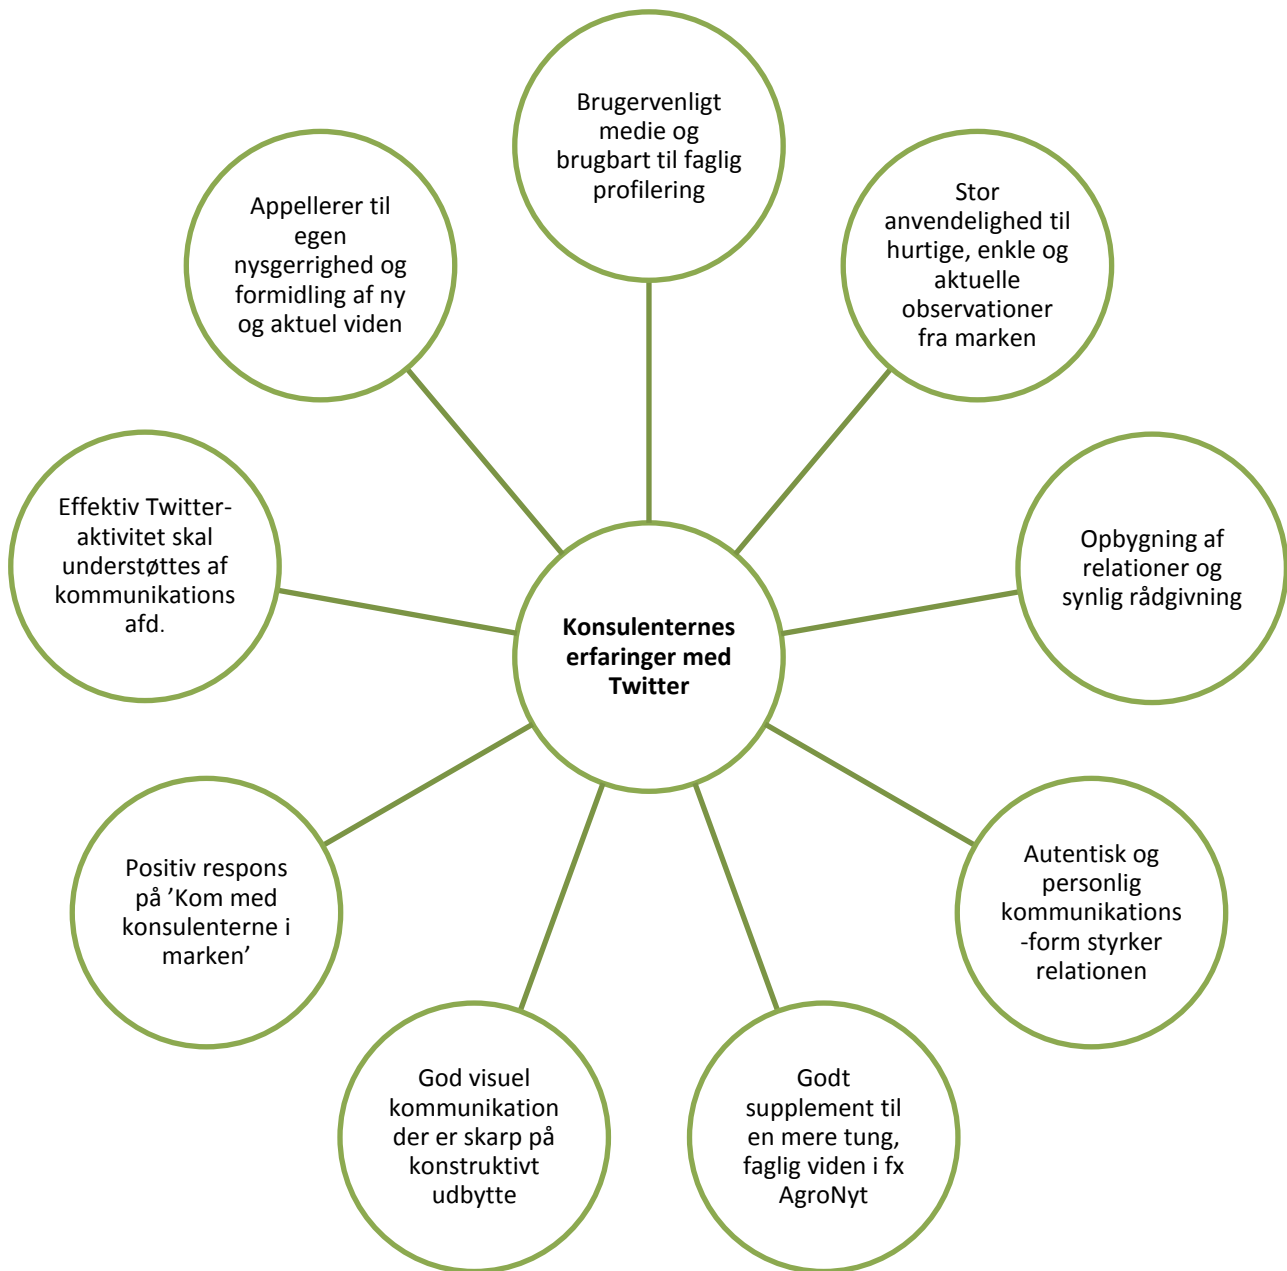 Brugervenligt
medie og
brugbart til faglig
profilering
Stor
anvendelighed til
hurtige, enkle og
aktuelle
observationer
fra marken
Opbygning af
relationer og
synlig rådgivning
Autentisk og
personlig
kommunikations
-form styrker
relationen
Godt
supplement til
en mere tung,
faglig viden i fx
AgroNyt
God visuel
kommunikation
der er skarp på
konstruktivt
udbytte
Positiv respons
på ’Kom med
konsulenterne i
marken’
Effektiv Twitter-
aktivitet skal
understøttes af
kommunikations
afd.
Appellerer til
egen
nysgerrighed og
formidling af ny
og aktuel viden
Konsulenternes
erfaringer med
Twitter